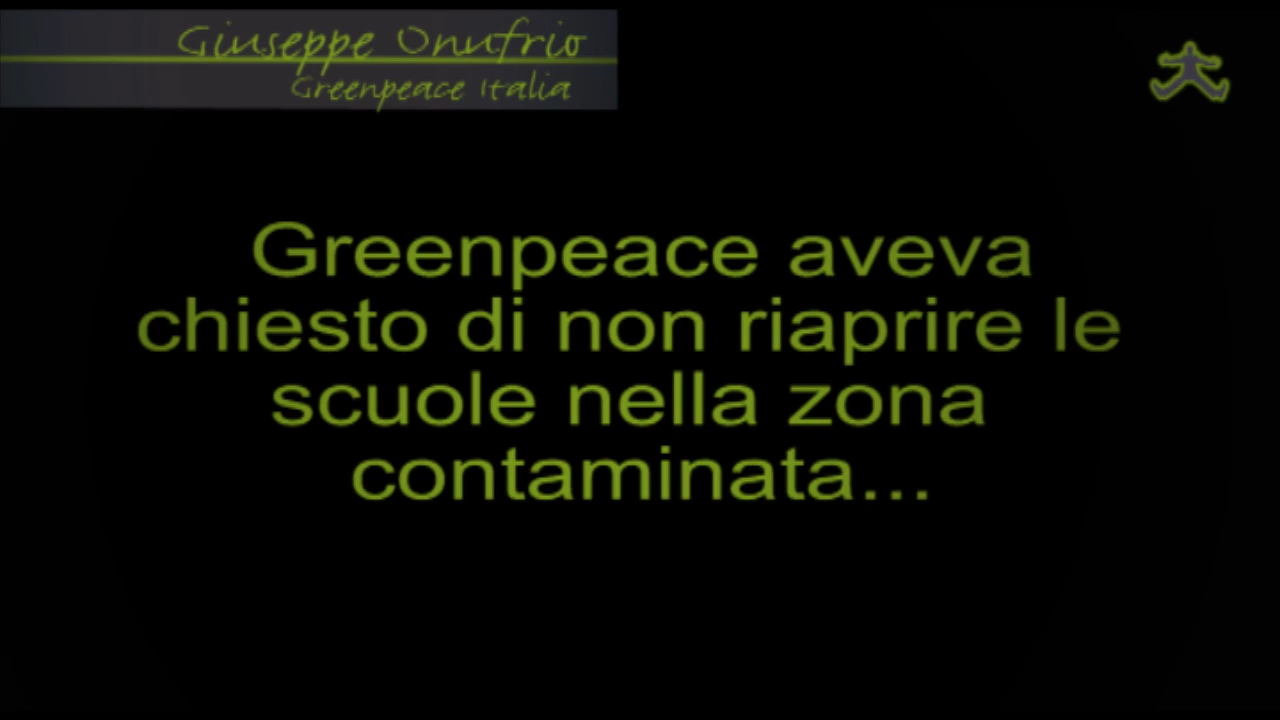 Giuseppe Onufrio
Greenpeace Italia
Greenpeace aveva
chiesto di non riaprire le
scuole nella zona
contaminata...